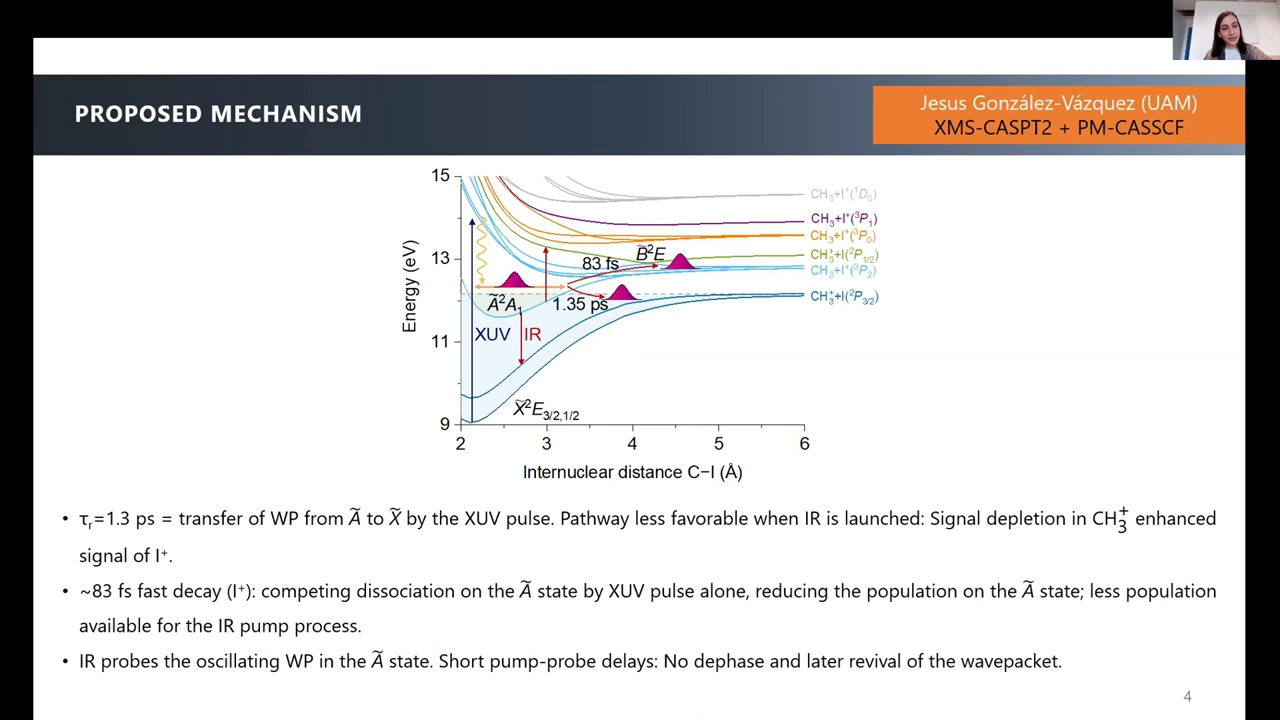 PROPOSED MECHANISM
Jesus González-Vázquez (UAM)
XMS-CASPT2 + PM-CASSCF
15
13
11
9
Energy (eV)
2 3 4 5 6
Internuclear distance C−I (Å)
CH₃+I⁺(¹D₀)
CH₃+I⁺(³P₁)
CH₃+I⁺(³P₀)
CH₃⁺+I(²P₁/₂)
CH₃+I⁺(³P₂)
CH₃⁺+I(²P₃/₂)
B̃²E
83 fs
Ã²A₁
1.35 ps
XUV
IR
X̃²E₃/₂,₁/₂
• τᵣ=1.3 ps = transfer of WP from Ã to X̃ by the XUV pulse. Pathway less favorable when IR is launched: Signal depletion in CH₃⁺ enhanced
signal of I⁺.
• ~83 fs fast decay (I⁺): competing dissociation on the Ã state by XUV pulse alone, reducing the population on the Ã state; less population
available for the IR pump process.
• IR probes the oscillating WP in the Ã state. Short pump-probe delays: No dephase and later revival of the wavepacket.
4